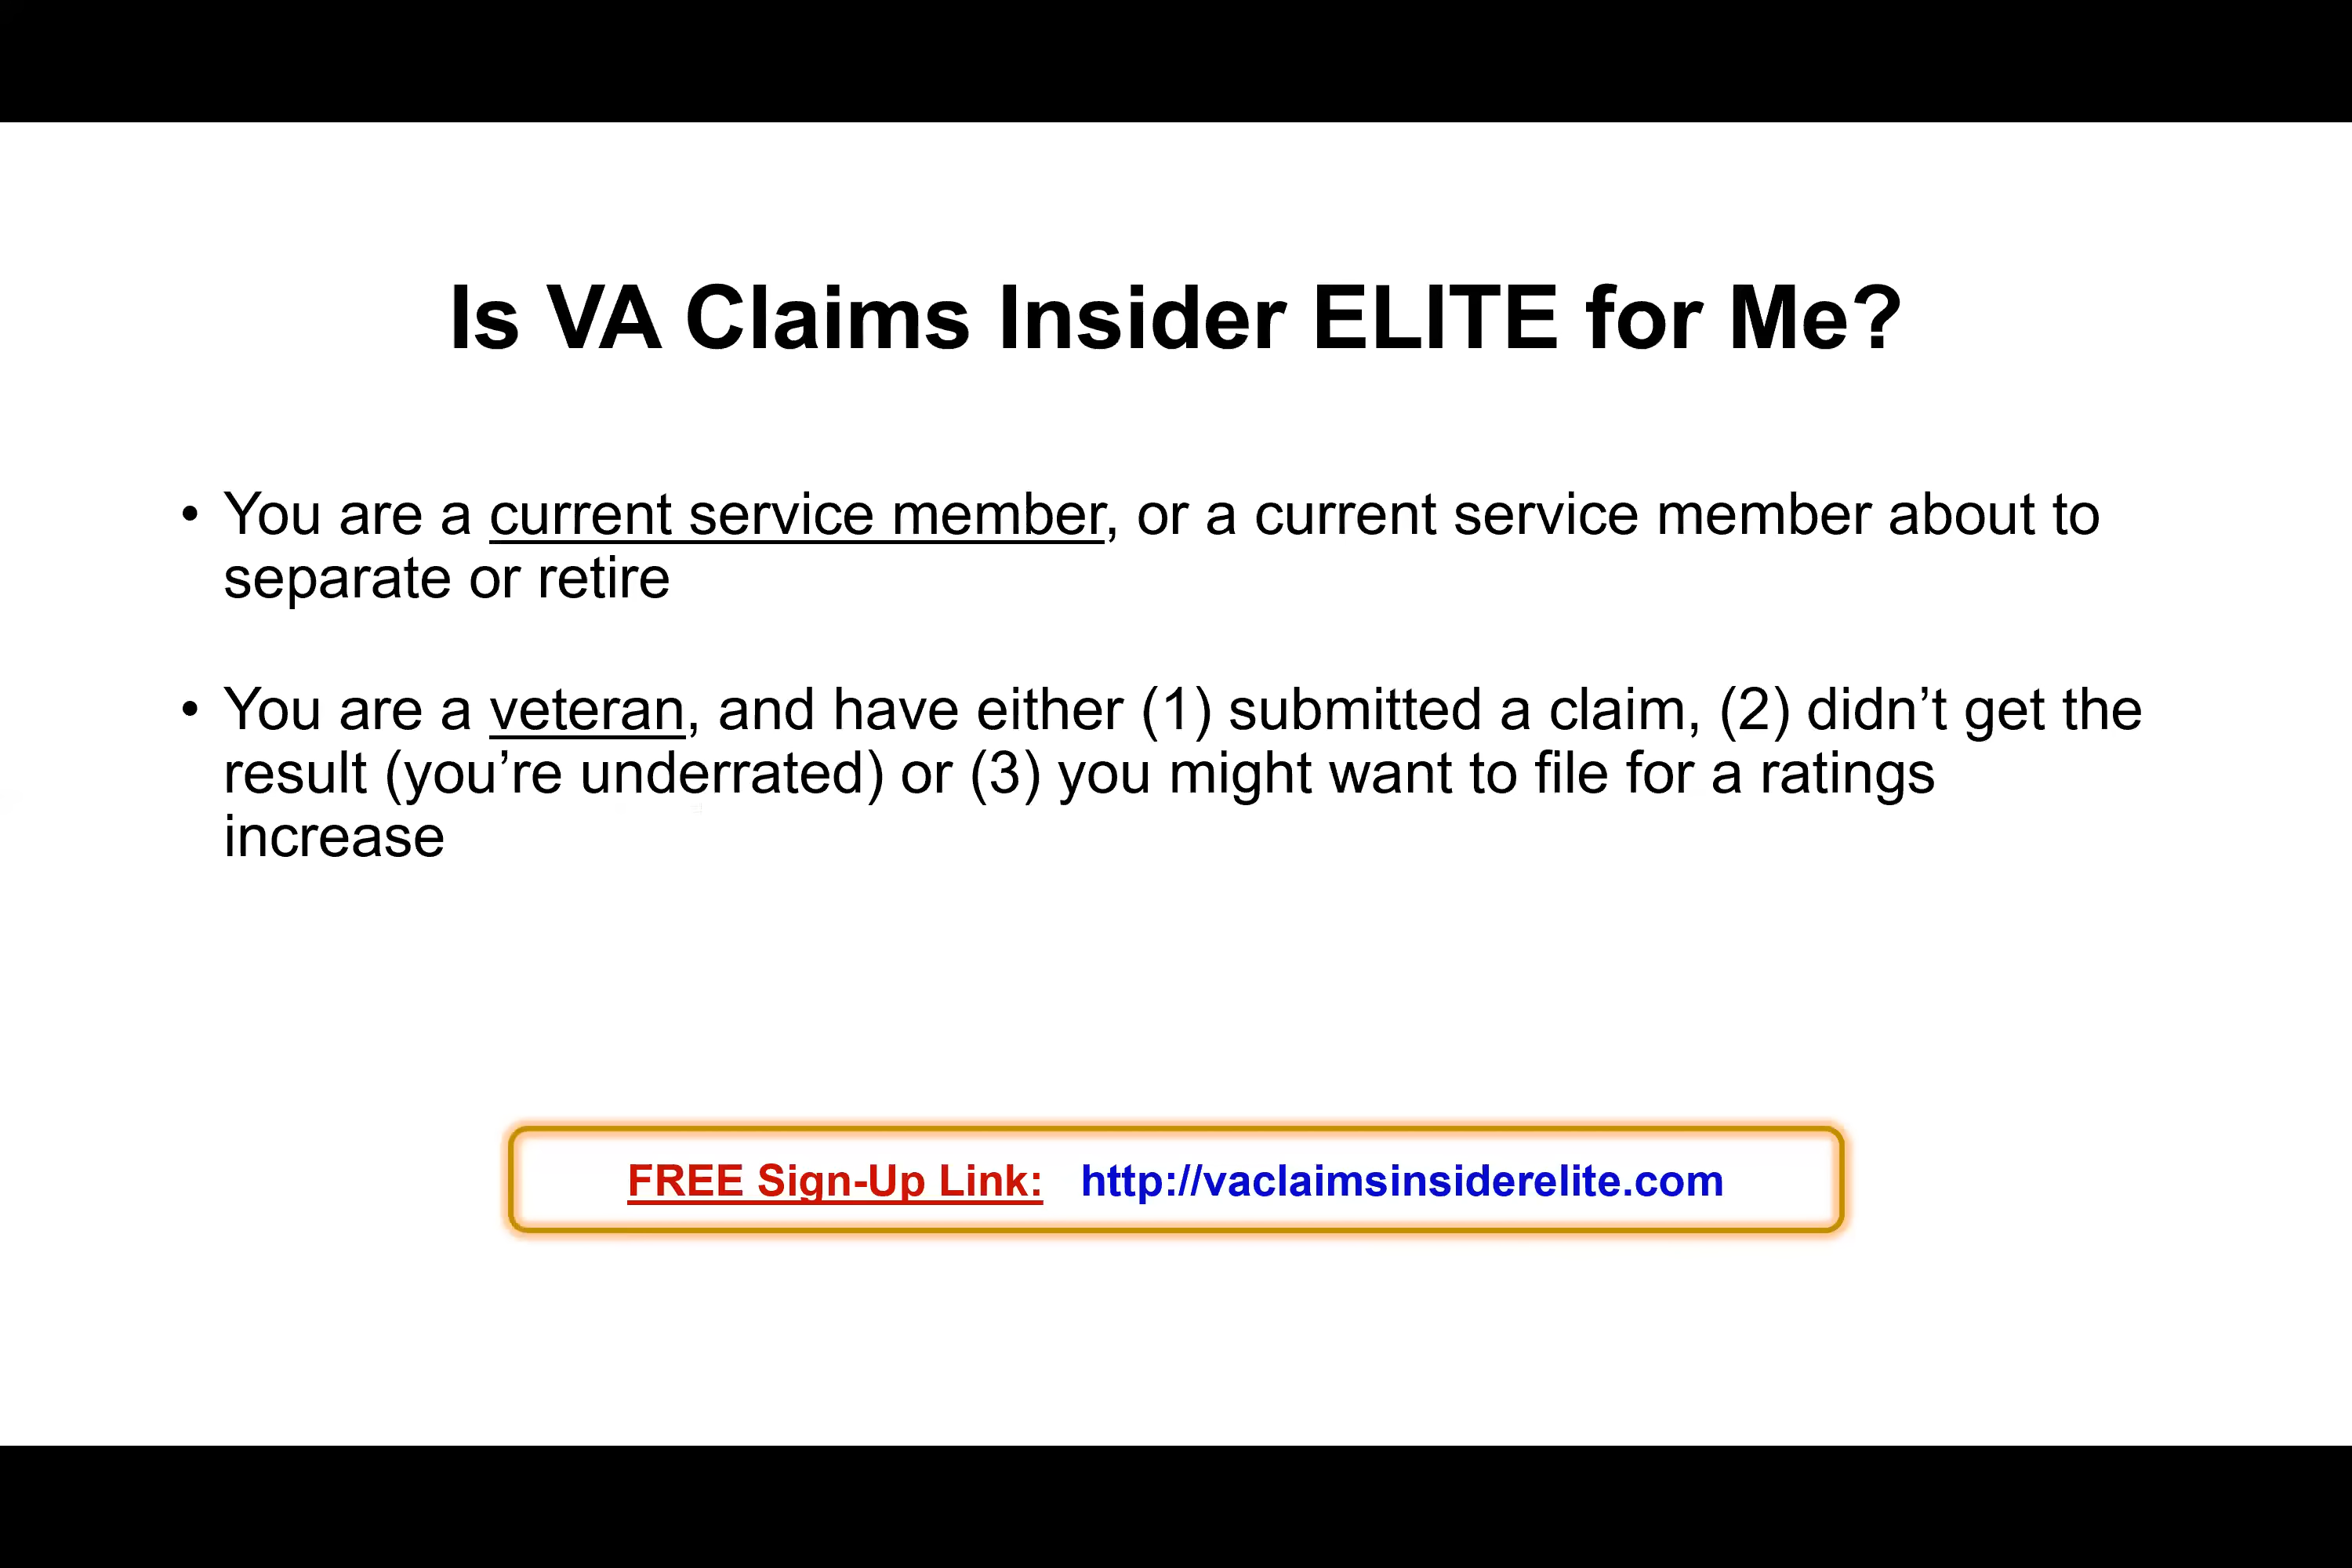 Is VA Claims Insider ELITE for Me?
• You are a current service member, or a current service member about to
separate or retire
• You are a veteran, and have either (1) submitted a claim, (2) didn’t get the
result (you’re underrated) or (3) you might want to file for a ratings
increase
FREE Sign-Up Link: http://vaclaimsinsiderelite.com